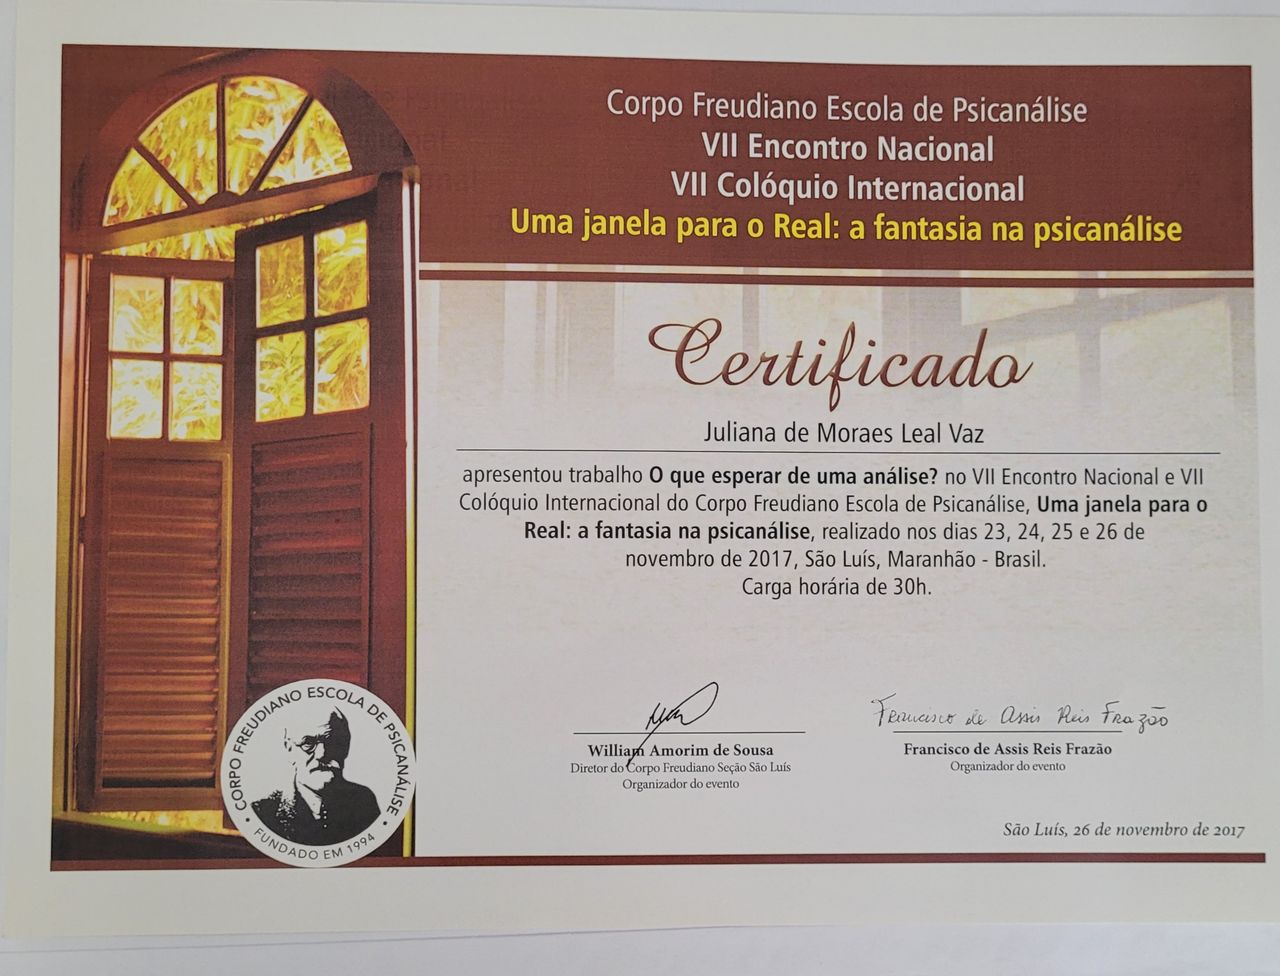 Corpo Freudiano Escola de Psicanálise
VII Encontro Nacional
VII Colóquio Internacional
Uma janela para o Real: a fantasia na psicanálise
Certificado
Juliana de Moraes Leal Vaz
apresentou trabalho O que esperar de uma análise? no VII Encontro Nacional e VII
Colóquio Internacional do Corpo Freudiano Escola de Psicanálise, Uma janela para o
Real: a fantasia na psicanálise, realizado nos dias 23, 24, 25 e 26 de
novembro de 2017, São Luís, Maranhão - Brasil.
Carga horária de 30h.
William Amorim de Sousa
Diretor do Corpo Freudiano Seção São Luís
Organizador do evento
Francisco de Assis Reis Frazão
Francisco de Assis Reis Frazão
Organizador do evento
São Luís, 26 de novembro de 2017
CORPO FREUDIANO ESCOLA DE PSICANÁLISE
FUNDADO EM 1994